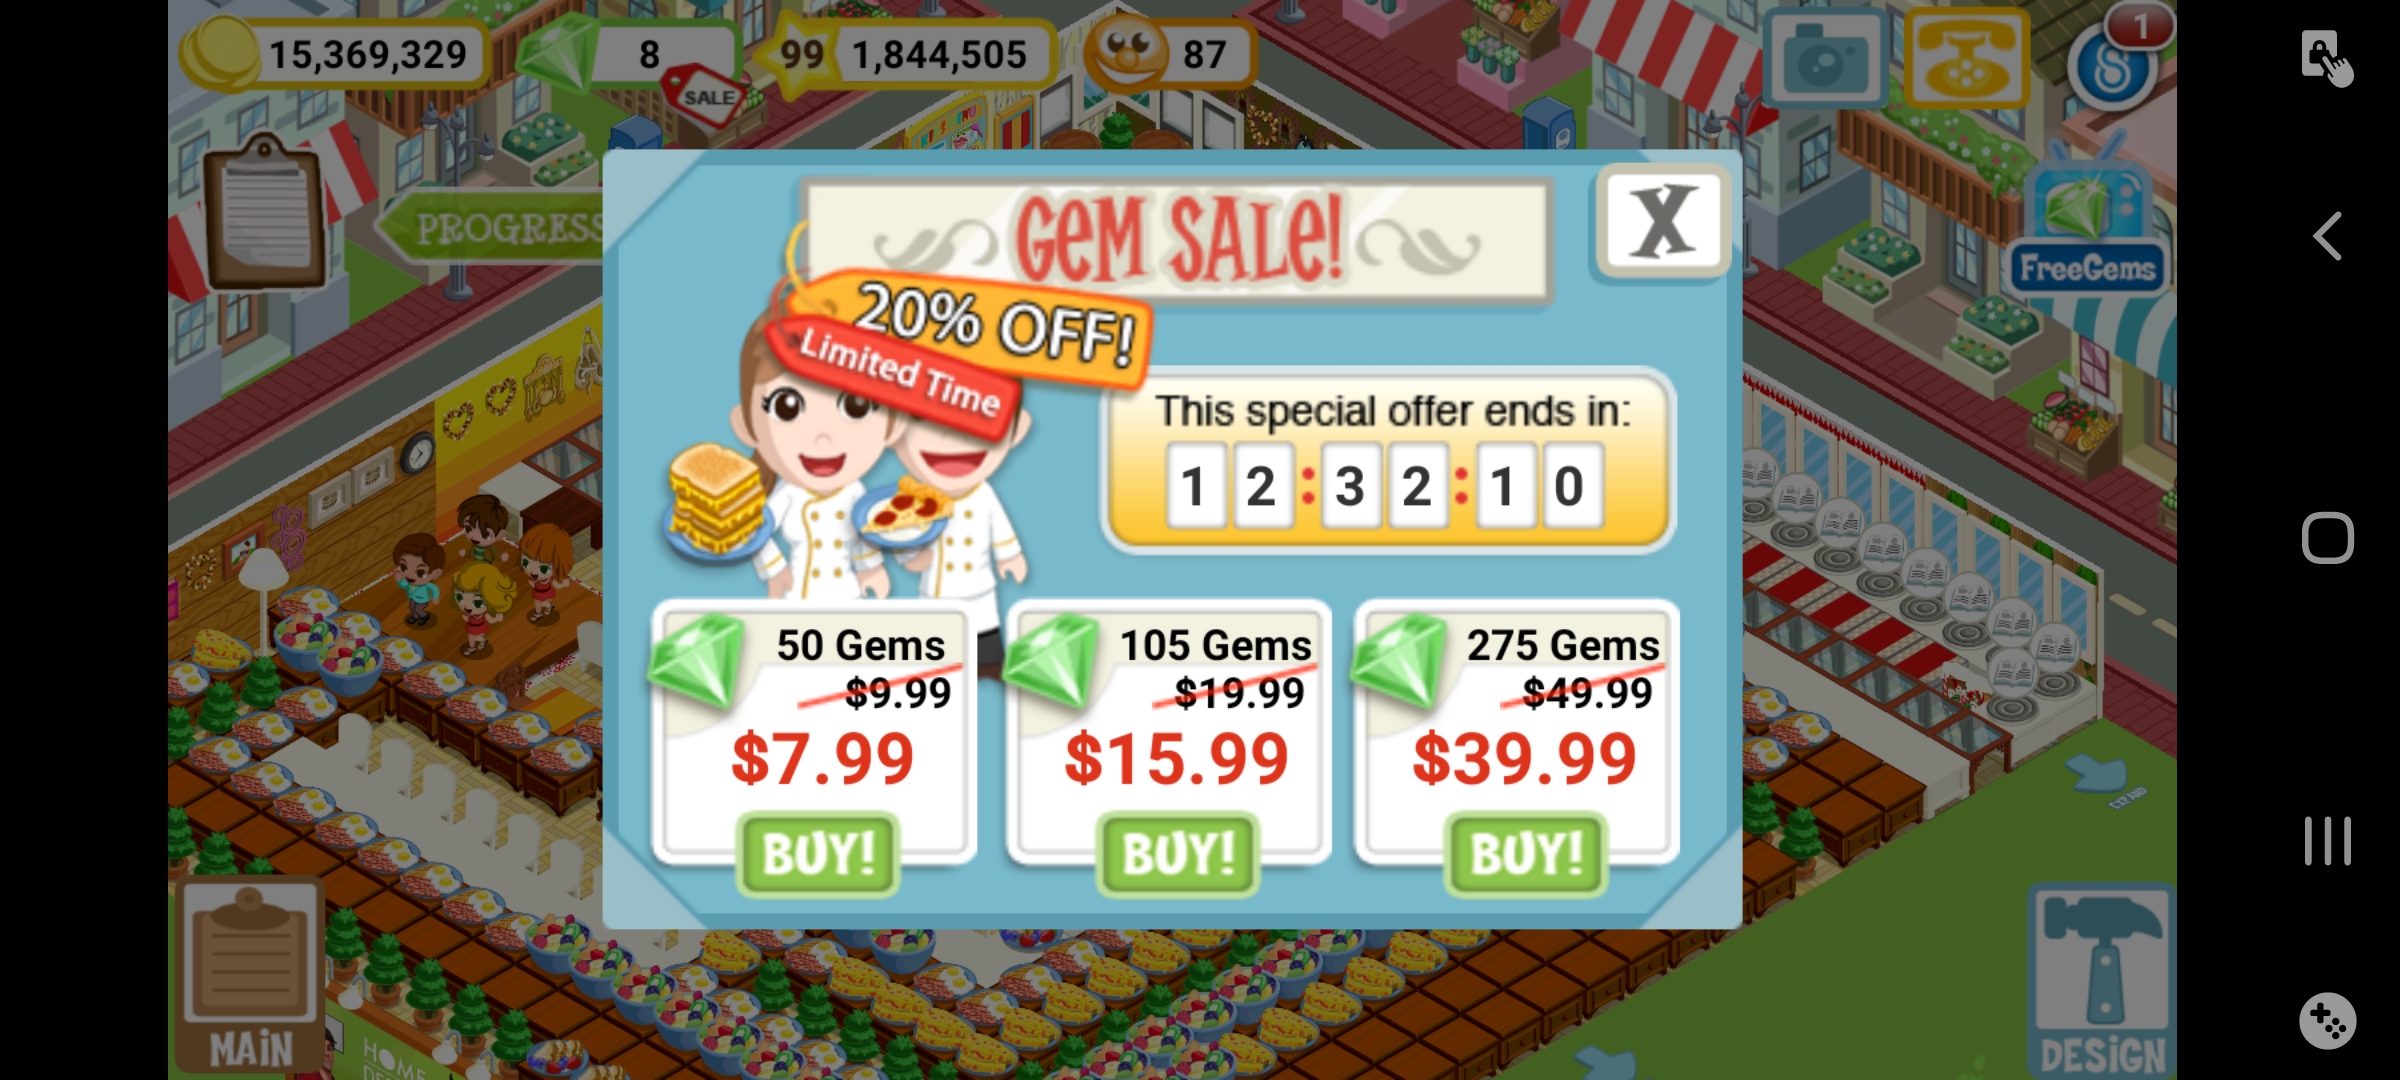 15,369,329
8
SALE
99 1,844,505
87
1
PROGRESS
FreeGems
GeM SALe!
20% OFF!
Limited Time
This special offer ends in:
12:32:10
50 Gems
$9.99
$7.99
BUY!
105 Gems
$19.99
$15.99
BUY!
275 Gems
$49.99
$39.99
BUY!
EXPAND
MAiN
HOME
DESiGN